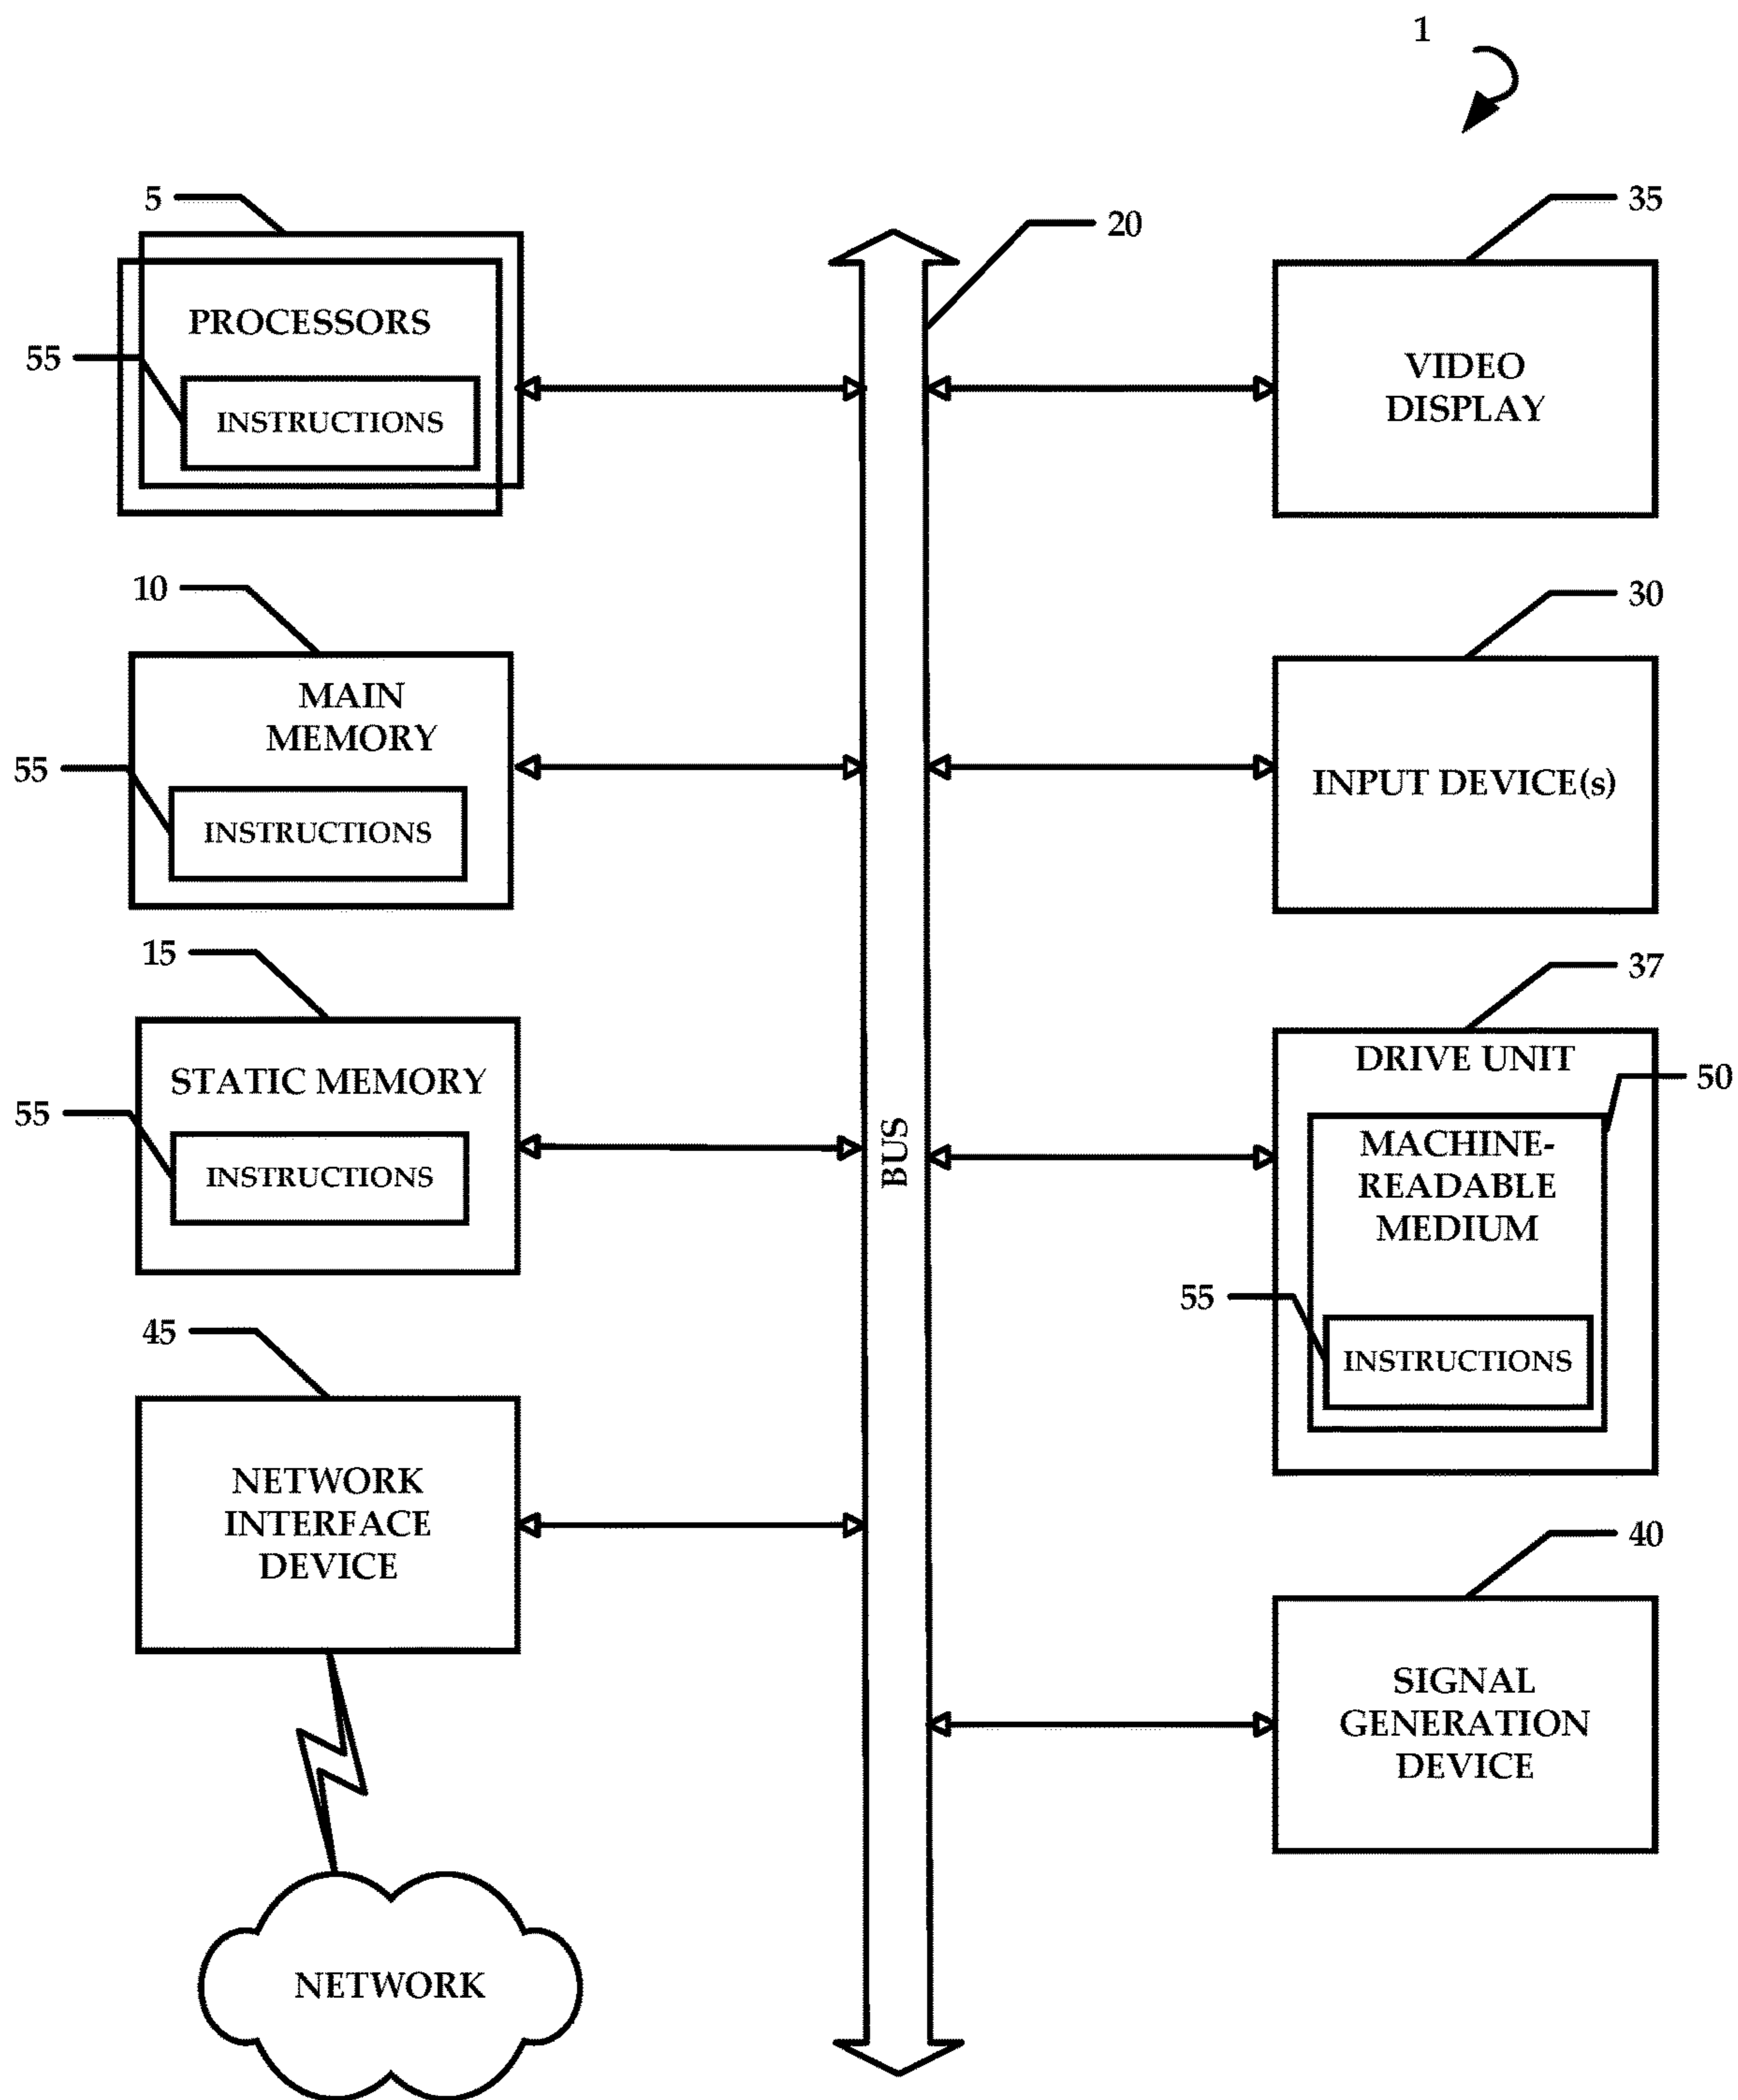 1
5
PROCESSORS
55
INSTRUCTIONS
20
35
VIDEO
DISPLAY
10
MAIN
MEMORY
55
INSTRUCTIONS
30
INPUT DEVICE(s)
15
STATIC MEMORY
55
INSTRUCTIONS
BUS
37
DRIVE UNIT
50
MACHINE-
READABLE
MEDIUM
55
INSTRUCTIONS
45
NETWORK
INTERFACE
DEVICE
40
SIGNAL
GENERATION
DEVICE
NETWORK